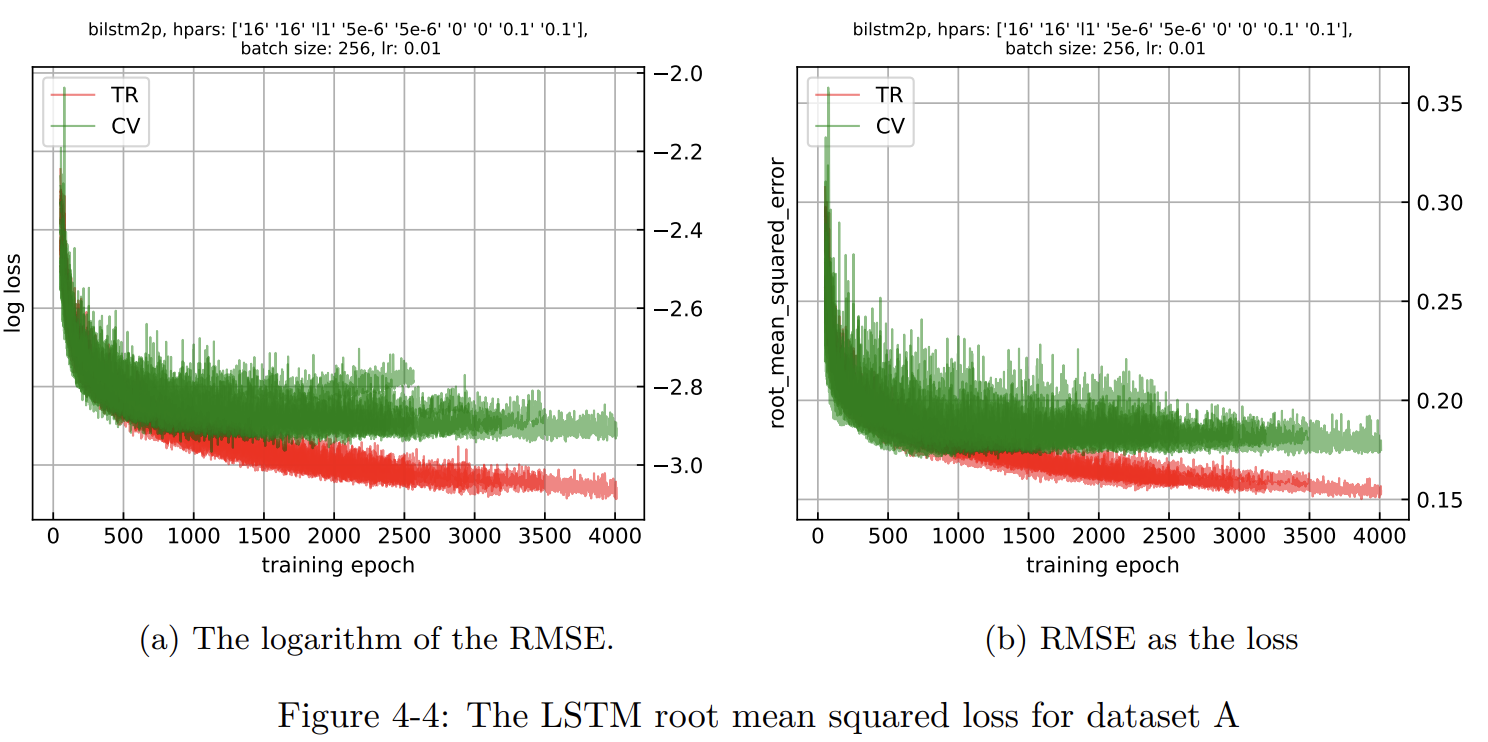 bilstm2p, hpars: ['16' '16' 'l1' '5e-6' '5e-6' '0' '0' '0.1' '0.1'],
batch size: 256, lr: 0.01
TR
CV
log loss
−2.0
−2.2
−2.4
−2.6
−2.8
−3.0
0 500 1000 1500 2000 2500 3000 3500 4000
training epoch
(a) The logarithm of the RMSE.
bilstm2p, hpars: ['16' '16' 'l1' '5e-6' '5e-6' '0' '0' '0.1' '0.1'],
batch size: 256, lr: 0.01
TR
CV
root_mean_squared_error
0.35
0.30
0.25
0.20
0.15
0 500 1000 1500 2000 2500 3000 3500 4000
training epoch
(b) RMSE as the loss
Figure 4-4: The LSTM root mean squared loss for dataset A